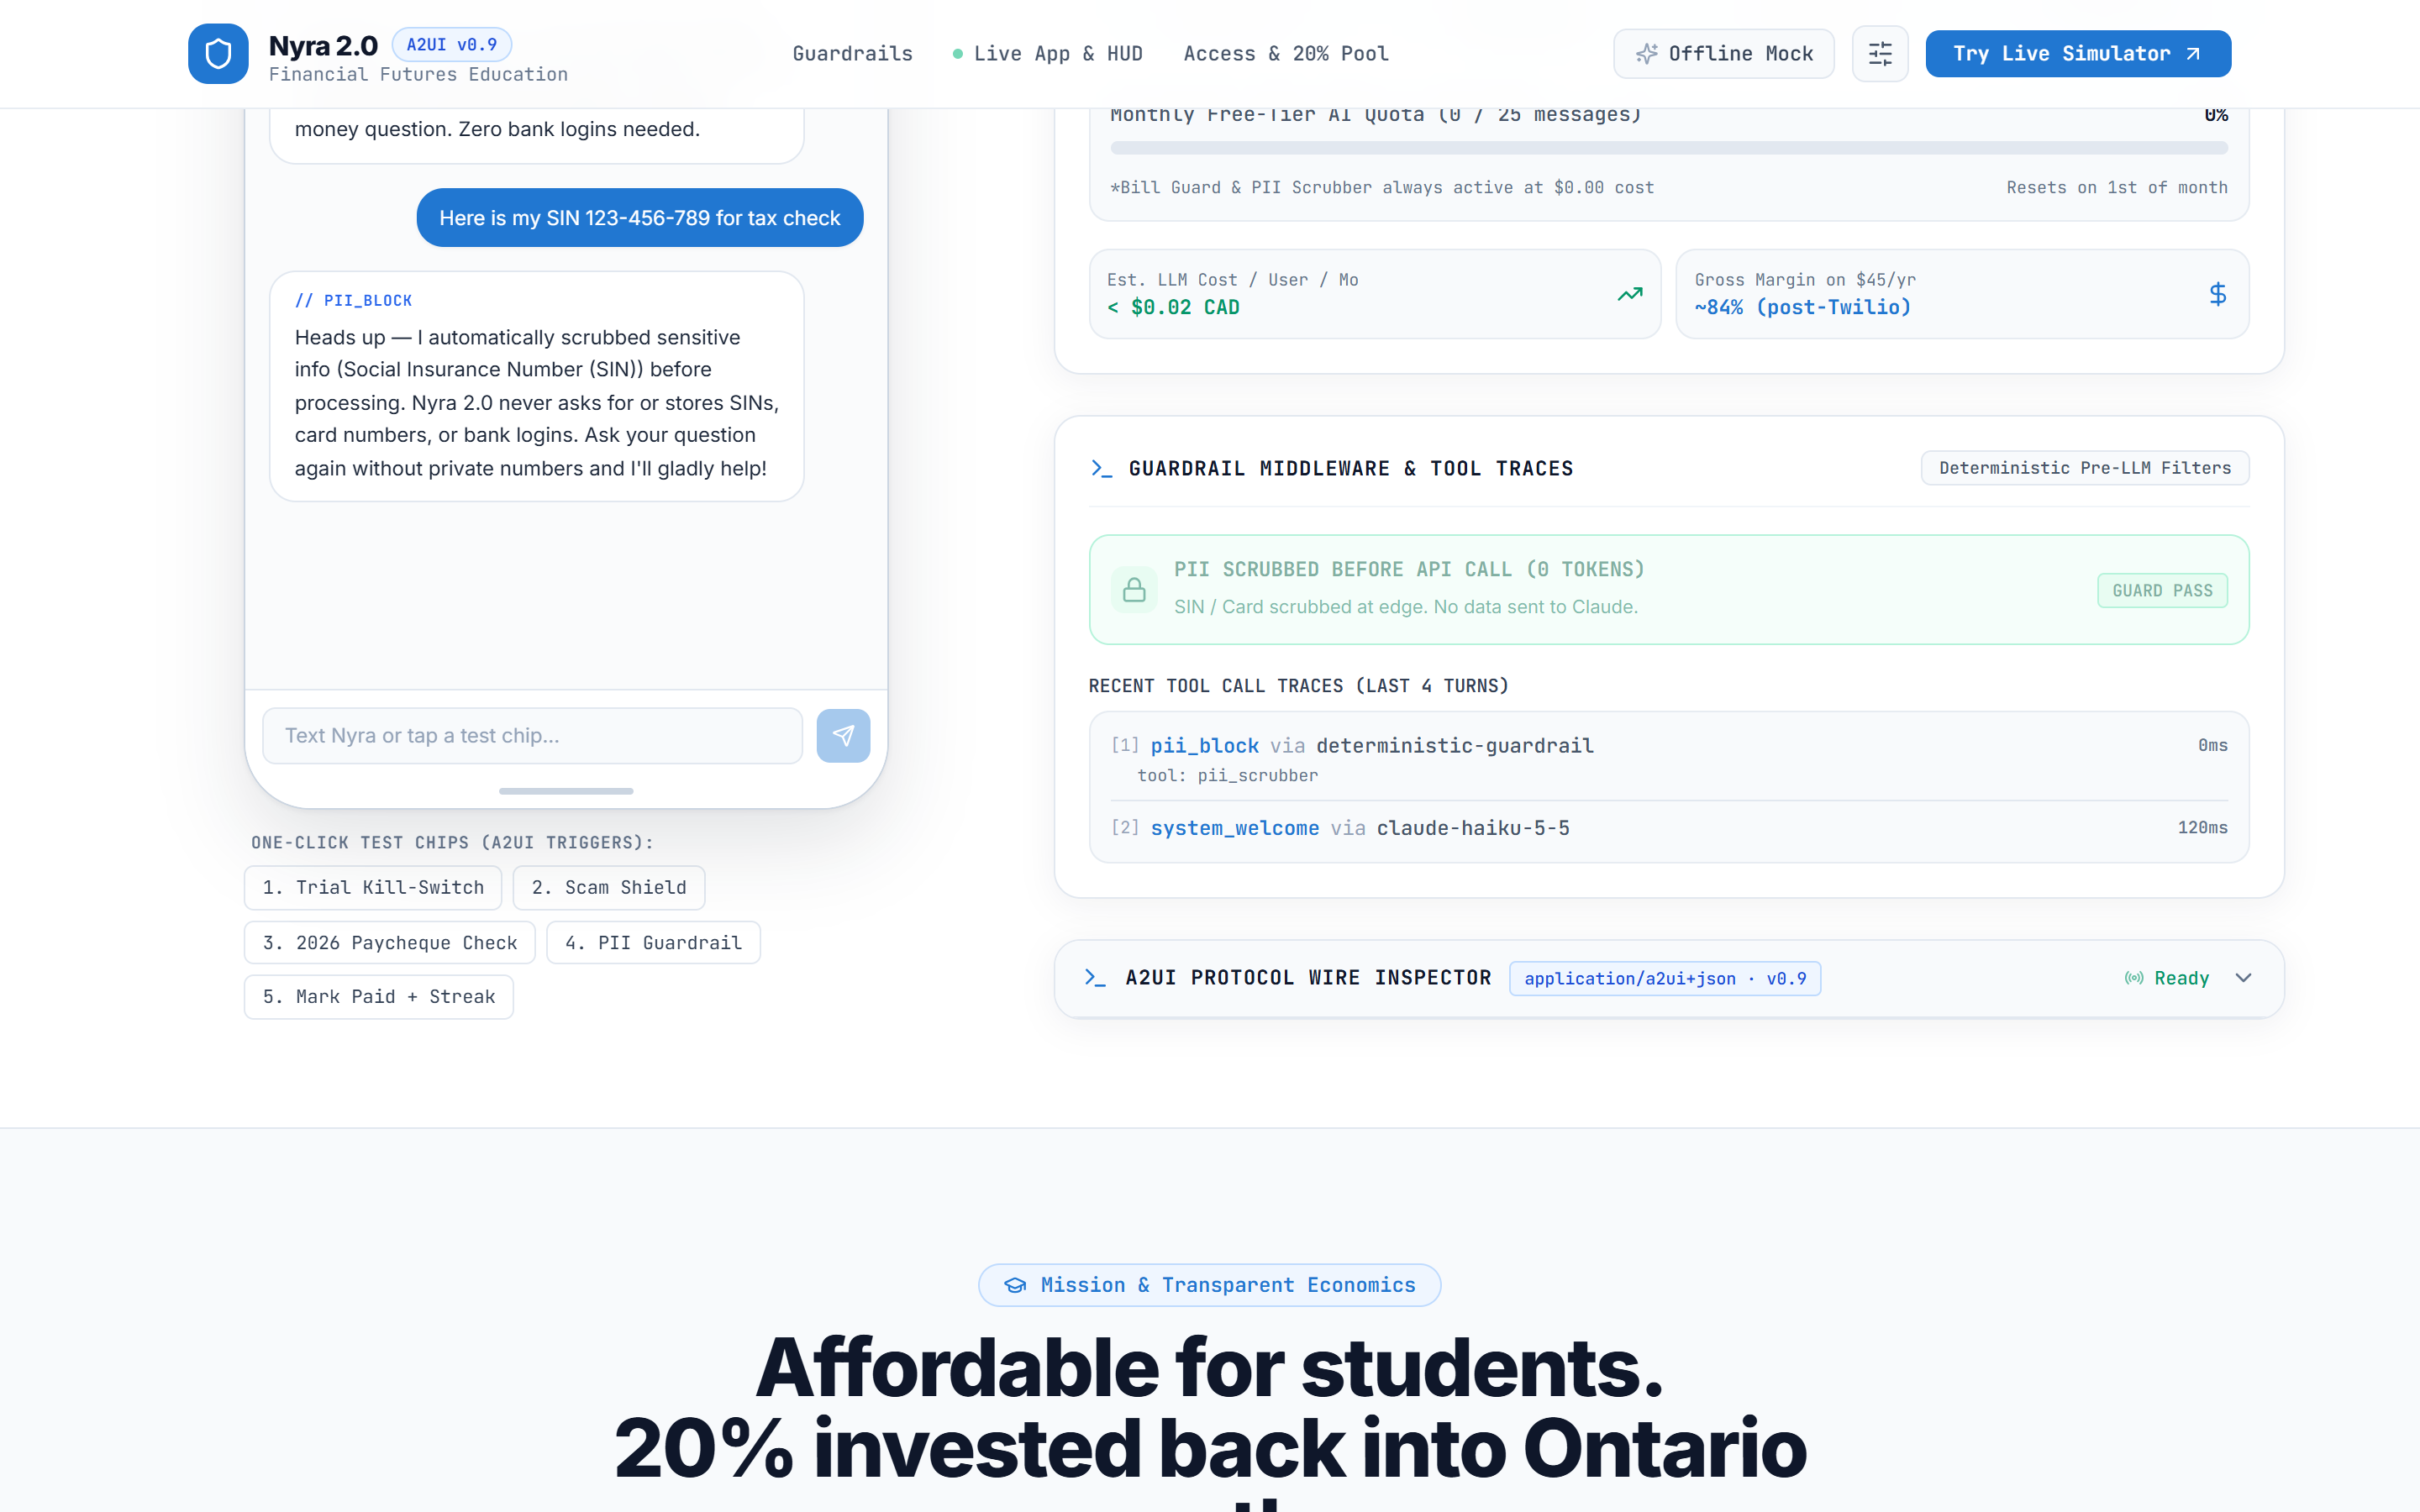 Nyra 2.0
A2UI v0.9
Financial Futures Education
Guardrails
Live App & HUD
Access & 20% Pool
Offline Mock
Try Live Simulator
money question. Zero bank logins needed.
Here is my SIN 123-456-789 for tax check
// PII_BLOCK
Heads up — I automatically scrubbed sensitive
info (Social Insurance Number (SIN)) before
processing. Nyra 2.0 never asks for or stores SINs,
card numbers, or bank logins. Ask your question
again without private numbers and I'll gladly help!
Text Nyra or tap a test chip...
ONE-CLICK TEST CHIPS (A2UI TRIGGERS):
1. Trial Kill-Switch
2. Scam Shield
3. 2026 Paycheque Check
4. PII Guardrail
5. Mark Paid + Streak
Monthly Free-Tier AI Quota (0 / 25 messages)
0%
*Bill Guard & PII Scrubber always active at $0.00 cost
Resets on 1st of month
Est. LLM Cost / User / Mo
< $0.02 CAD
Gross Margin on $45/yr
~84% (post-Twilio)
GUARDRAIL MIDDLEWARE & TOOL TRACES
Deterministic Pre-LLM Filters
PII SCRUBBED BEFORE API CALL (0 TOKENS)
SIN / Card scrubbed at edge. No data sent to Claude.
GUARD PASS
RECENT TOOL CALL TRACES (LAST 4 TURNS)
[1] pii_block via deterministic-guardrail
0ms
tool: pii_scrubber
[2] system_welcome via claude-haiku-5-5
120ms
A2UI PROTOCOL WIRE INSPECTOR
application/a2ui+json · v0.9
Ready
Mission & Transparent Economics
Affordable for students.
20% invested back into Ontario